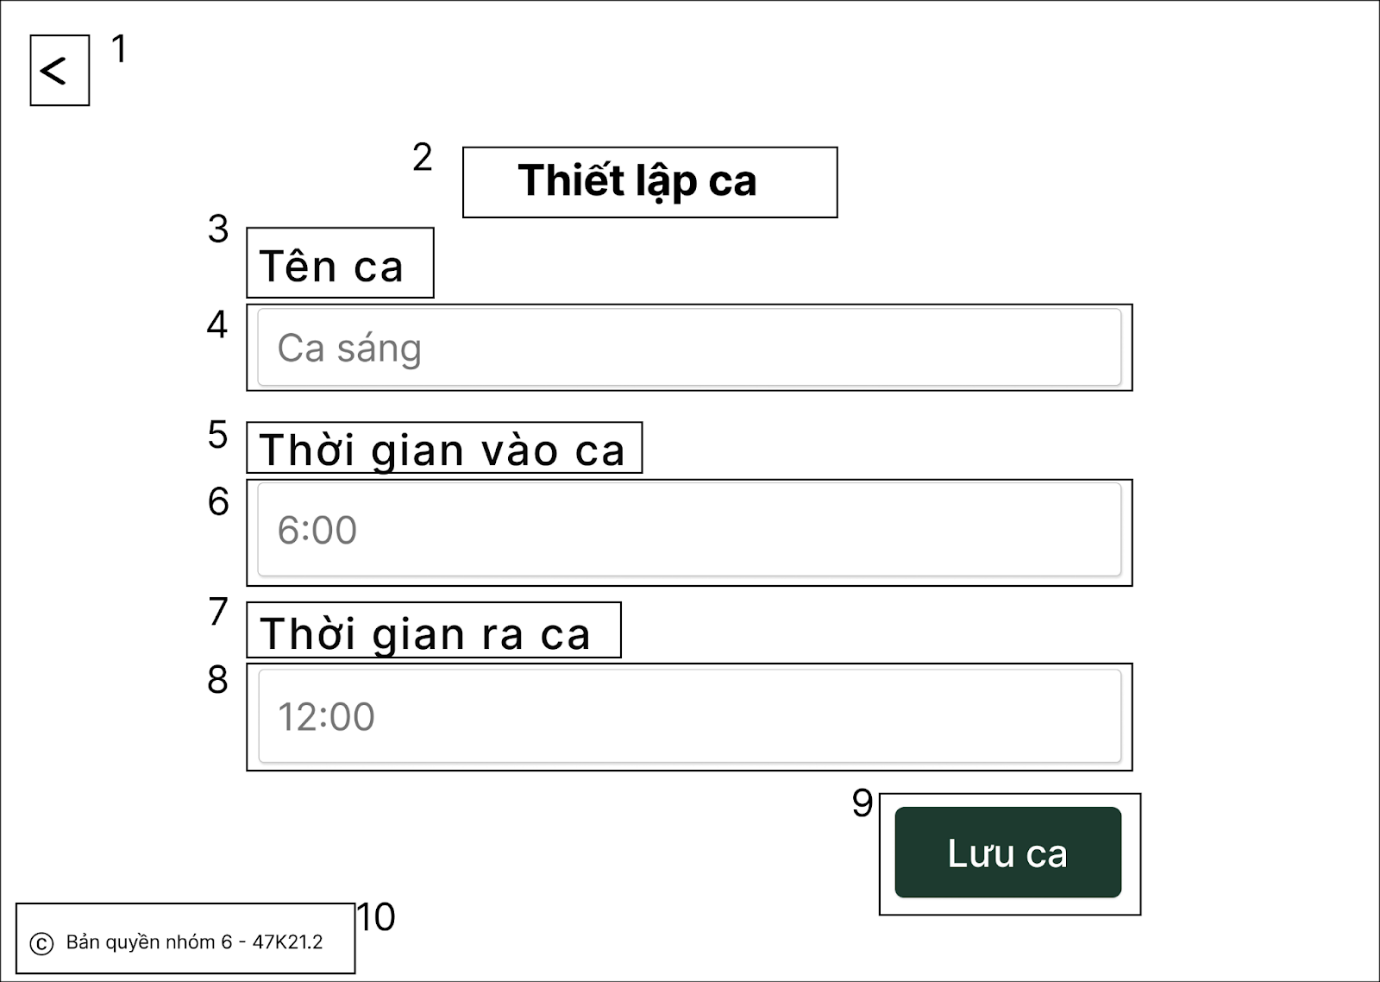 < 1
2 Thiết lập ca
3 Tên ca
4 Ca sáng
5 Thời gian vào ca
6 6:00
7 Thời gian ra ca
8 12:00
9 Lưu ca
© Bản quyền nhóm 6 - 47K21.2 10